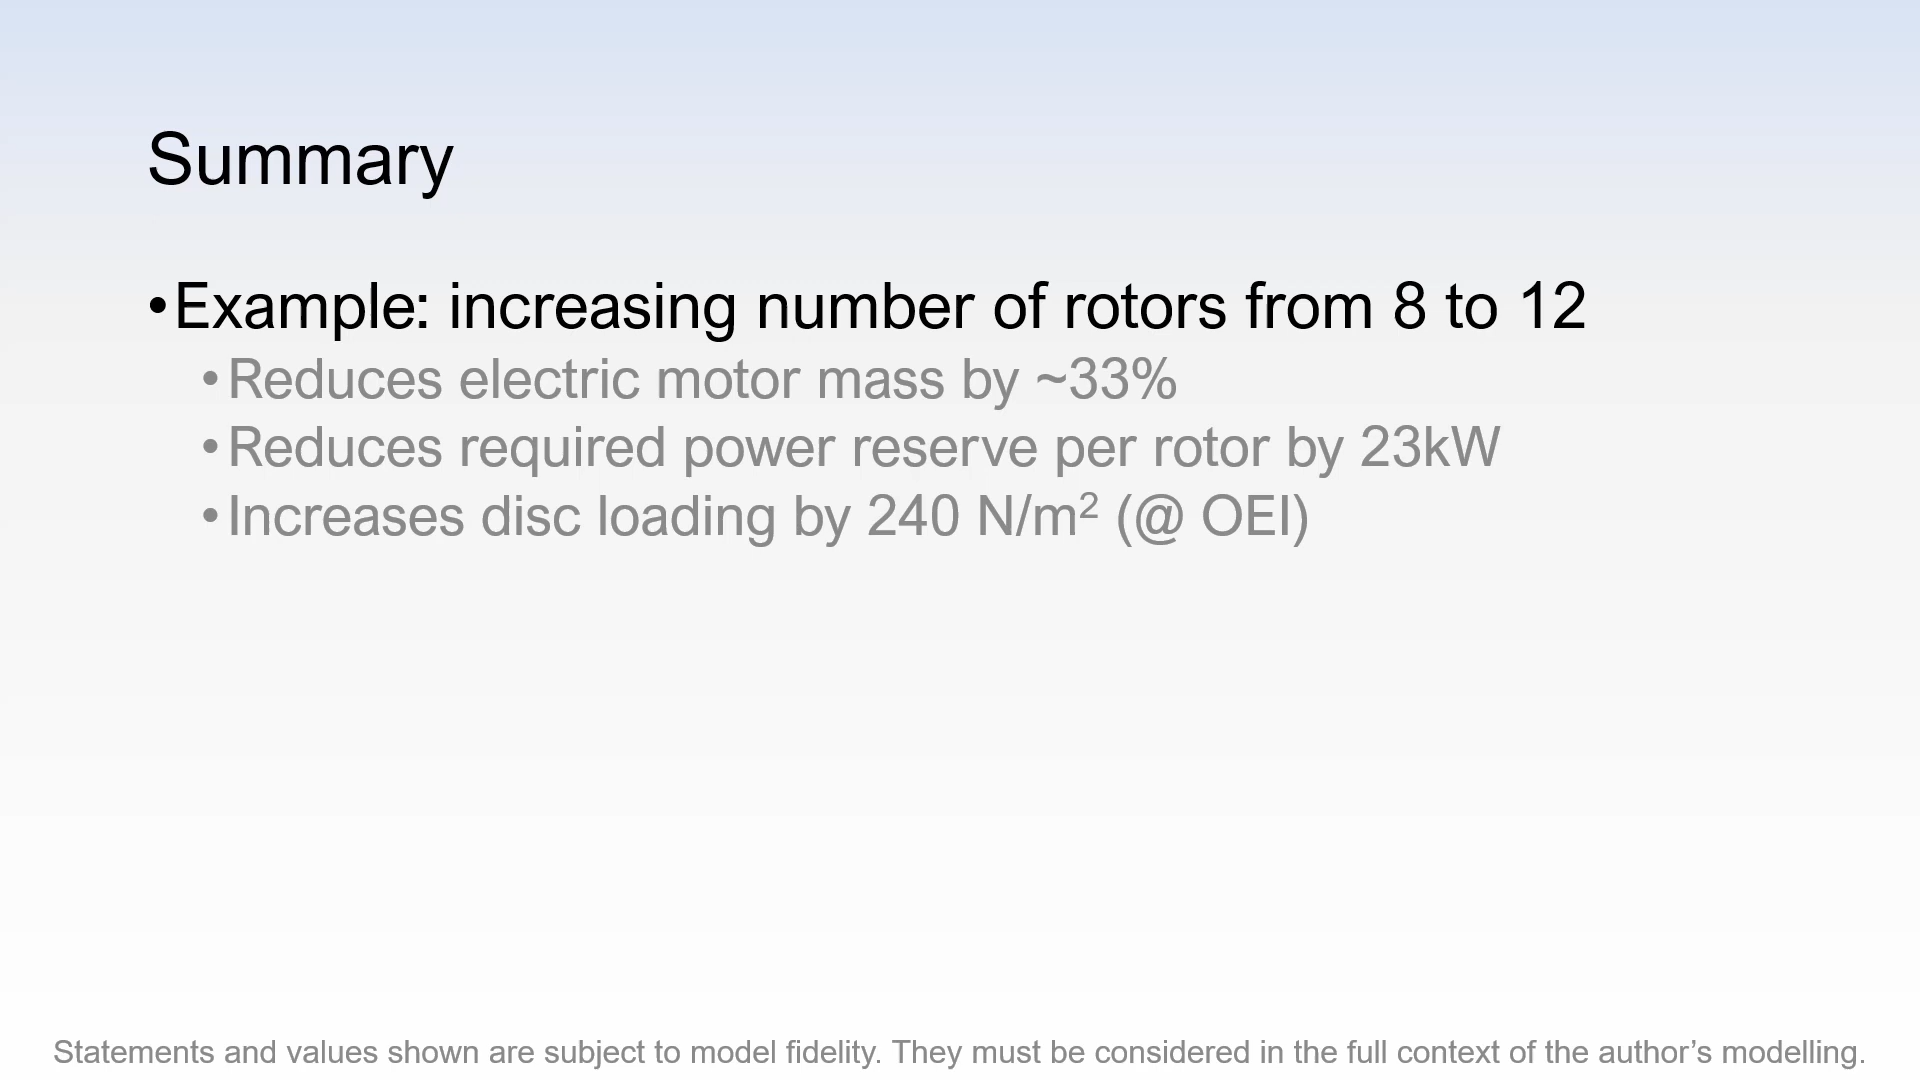 Summary
•Example: increasing number of rotors from 8 to 12
•Reduces electric motor mass by ~33%
•Reduces required power reserve per rotor by 23kW
•Increases disc loading by 240 N/m² (@ OEI)
Statements and values shown are subject to model fidelity. They must be considered in the full context of the author’s modelling.